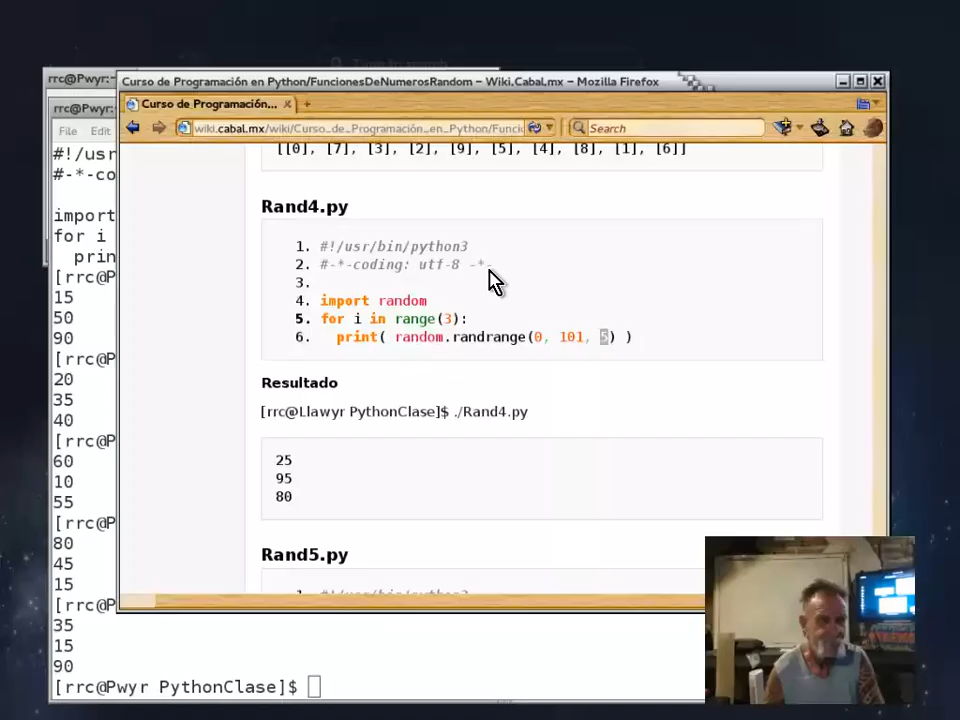 rrc@Pwyr:~
Curso de Programación en Python/FuncionesDeNumerosRandom – Wiki.Cabal.mx – Mozilla Firefox
rrc@Pwyr:
Curso de Programación... × +
File Edit
wiki.cabal.mx/wiki/Curso_de_Programación_en_Python/Funci
Search
#!/usr
#-*-co
import
for i
prin
[rrc@P
15
50
90
[rrc@P
20
35
40
[rrc@P
60
10
55
[rrc@P
80
45
15
[rrc@P
35
15
90
[rrc@Pwyr PythonClase]$
[[0], [7], [3], [2], [9], [5], [4], [8], [1], [6]]
Rand4.py
1. #!/usr/bin/python3
2. #-*-coding: utf-8 -*-
3.
4. import random
5. for i in range(3):
6. print( random.randrange(0, 101, 5) )
Resultado
[rrc@Llawyr PythonClase]$ ./Rand4.py
25
95
80
Rand5.py
1. #!/usr/bin/python3